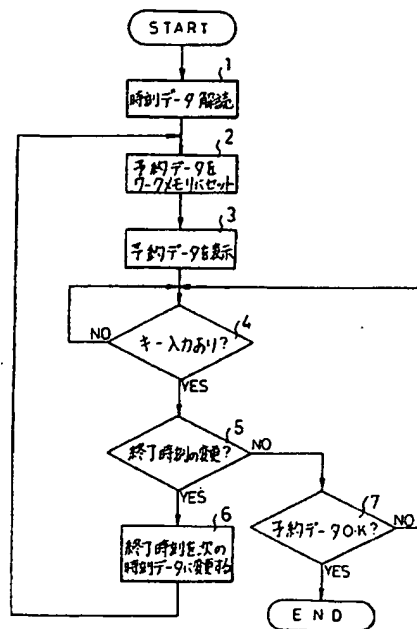 START
1
時刻データ解読
2
予約データを
ワークメモリにセット
3
予約データを表示
4
キー入力あり?
NO
YES
5
終了時刻の変更?
NO
YES
6
終了時刻を次の
時刻データに変更する
7
予約データO・K?
NO
YES
END